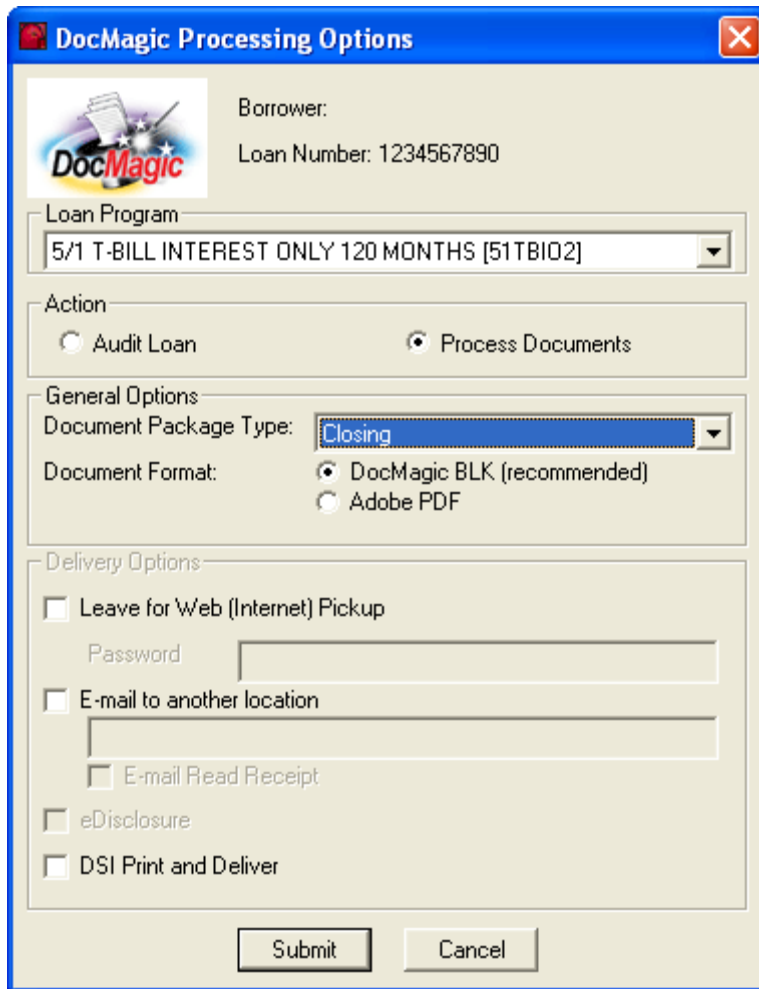 DocMagic Processing Options
DocMagic
Borrower:
Loan Number: 1234567890
Loan Program
5/1 T-BILL INTEREST ONLY 120 MONTHS [51TBIO2]
Action
Audit Loan Process Documents
General Options
Document Package Type: Closing
Document Format: DocMagic BLK (recommended)
Adobe PDF
Delivery Options
Leave for Web (Internet) Pickup
Password
E-mail to another location
E-mail Read Receipt
eDisclosure
DSI Print and Deliver
Submit Cancel